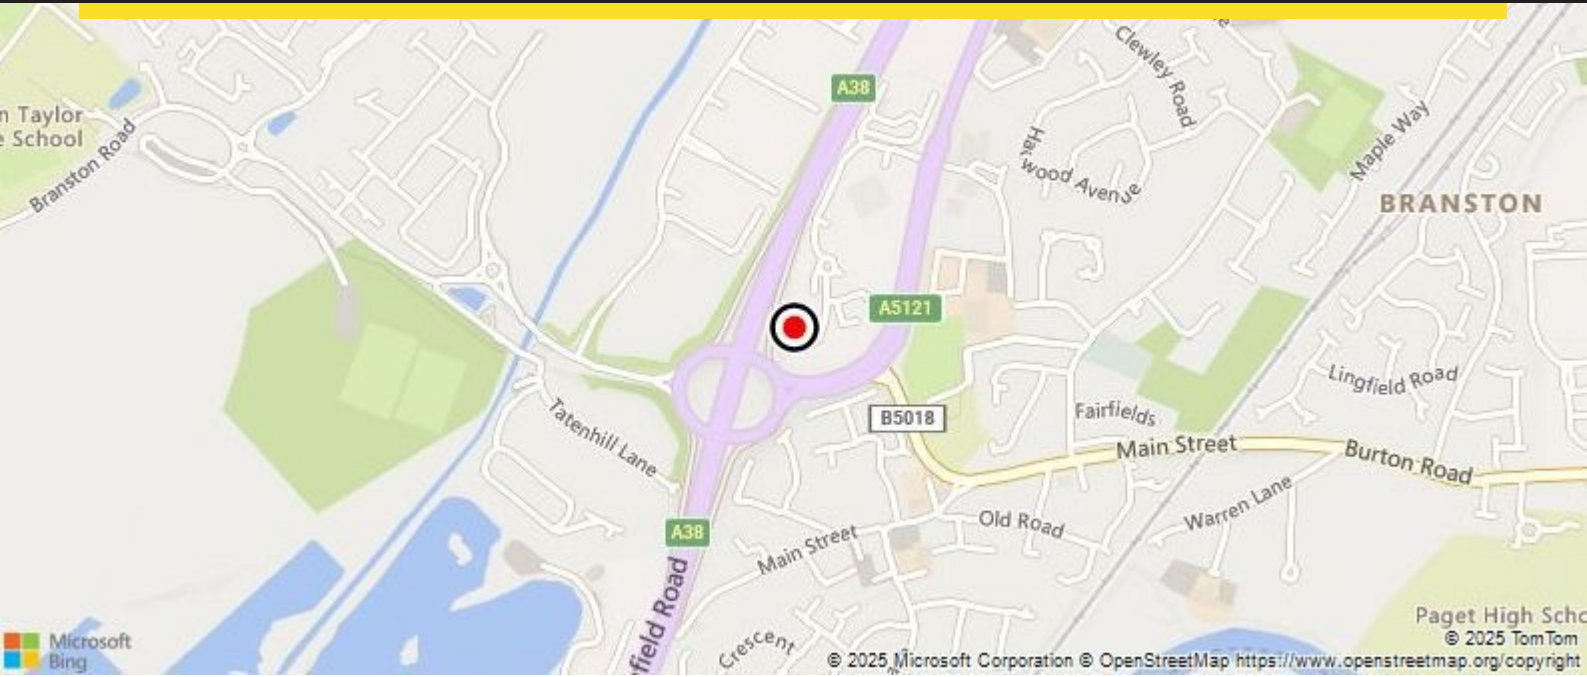 A38
Clewley Road
n Taylor
e School
Branston Road
Maple Way
wood Avenue
BRANSTON
A5121
Lingfield Road
B5018
Fairfields
Tatenhill Lane
Main Street
Burton Road
Warren Lane
Old Road
A38
Main Street
field Road
Crescent
Paget High Scho
Microsoft
Bing
© 2025 TomTom
© 2025 Microsoft Corporation © OpenStreetMap https://www.openstreetmap.org/copyright